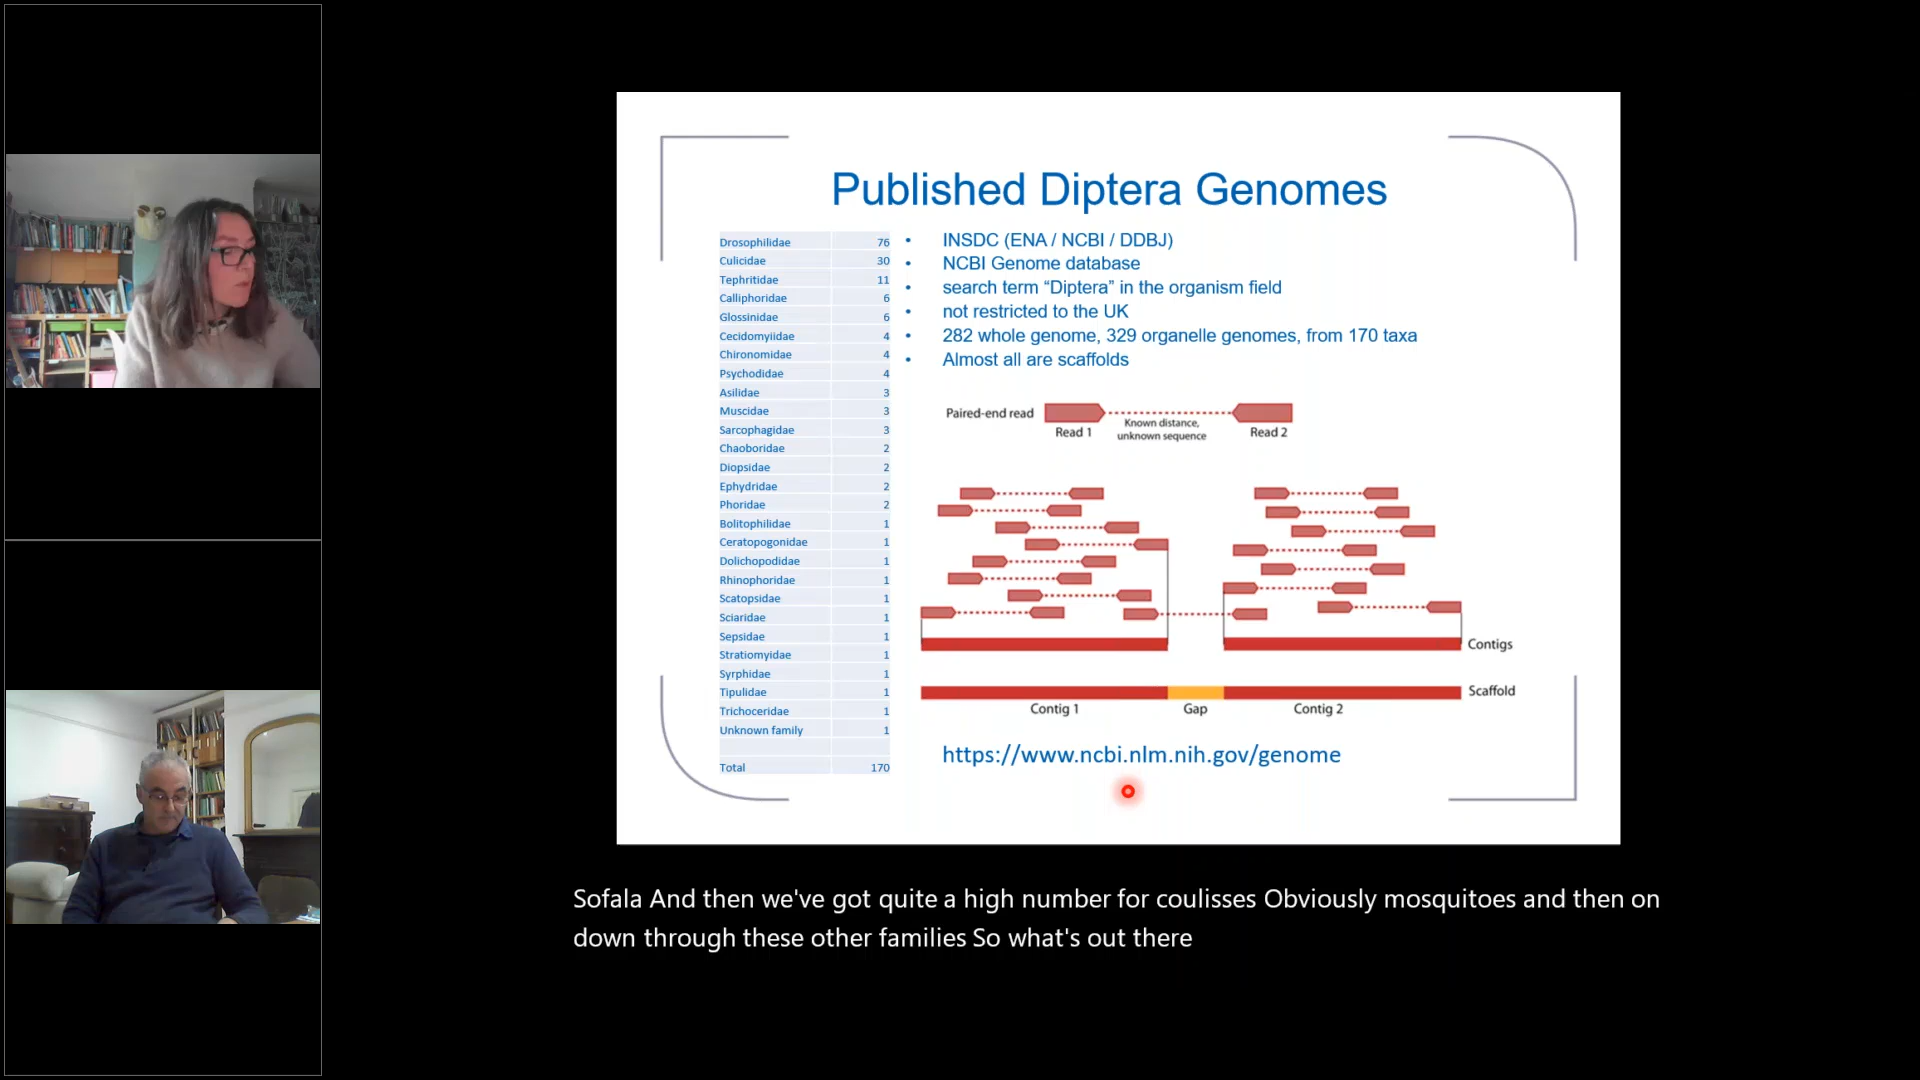 Published Diptera Genomes
Drosophilidae 76
Culicidae 30
Tephritidae 11
Calliphoridae 6
Glossinidae 6
Cecidomyiidae 4
Chironomidae 4
Psychodidae 4
Asilidae 3
Muscidae 3
Sarcophagidae 3
Chaoboridae 2
Diopsidae 2
Ephydridae 2
Phoridae 2
Bolitophilidae 1
Ceratopogonidae 1
Dolichopodidae 1
Rhinophoridae 1
Scatopsidae 1
Sciaridae 1
Sepsidae 1
Stratiomyidae 1
Syrphidae 1
Tipulidae 1
Trichoceridae 1
Unknown family 1
Total 170
• INSDC (ENA / NCBI / DDBJ)
• NCBI Genome database
• search term “Diptera” in the organism field
• not restricted to the UK
• 282 whole genome, 329 organelle genomes, from 170 taxa
• Almost all are scaffolds
Paired-end read
Read 1
Known distance,
unknown sequence
Read 2
Contigs
Scaffold
Contig 1
Gap
Contig 2
https://www.ncbi.nlm.nih.gov/genome
Sofala And then we've got quite a high number for coulisses Obviously mosquitoes and then on
down through these other families So what's out there